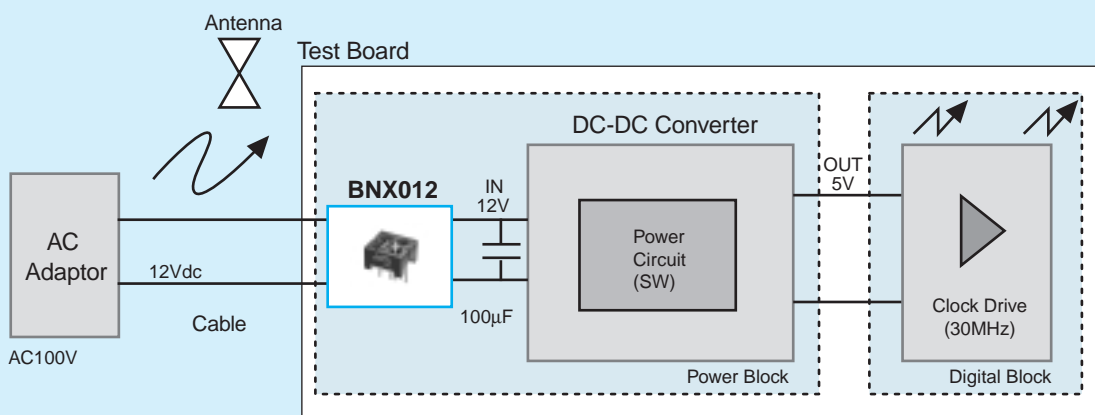 Antenna
Test Board
DC-DC Converter
BNX012
IN
12V
OUT
5V
AC
Adaptor
12Vdc
Cable
AC100V
100µF
Power
Circuit
(SW)
Clock Drive
(30MHz)
Power Block
Digital Block